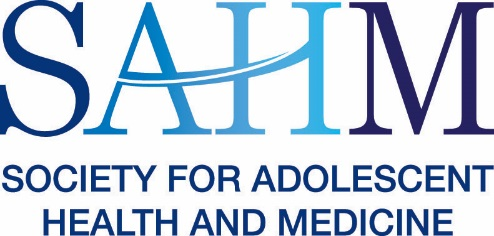 SAHM
SOCIETY FOR ADOLESCENT
HEALTH AND MEDICINE